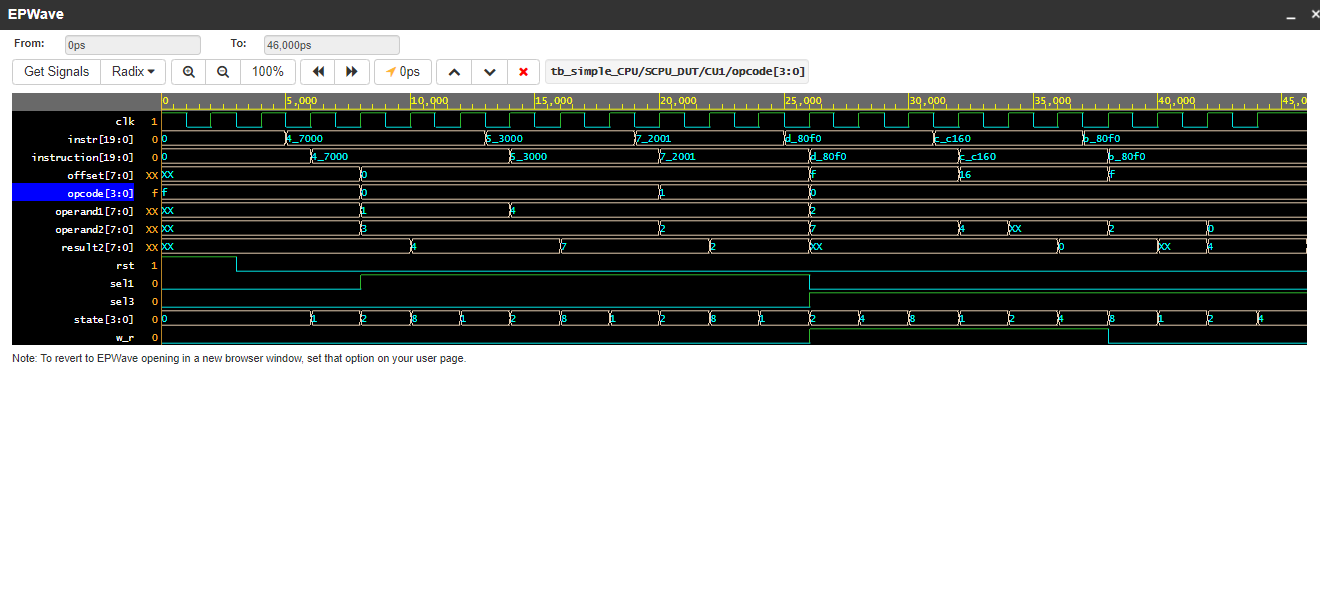 EPWave
From: 0ps To: 46,000ps
Get Signals Radix 100% 0ps tb_simple_CPU/SCPU_DUT/CU1/opcode[3:0]
0 5,000 10,000 15,000 20,000 25,000 30,000 35,000 40,000 45,0
clk 1
instr[19:0] 0 0 4_7000 5_3000 7_2001 d_80f0 c_c160 b_80f0
instruction[19:0] 0 0 4_7000 5_3000 7_2001 d_80f0 c_c160 b_80f0
offset[7:0] XX XX 0 f 16 f
opcode[3:0] f f 0 1 0
operand1[7:0] XX XX 1 4 2
operand2[7:0] XX XX 3 2 7 4 XX 2 0
result2[7:0] XX XX 4 7 2 XX 0 XX 4
rst 1
sel1 0
sel3 0
state[3:0] 0 0 1 2 8 1 2 8 1 2 8 1 2 4 8 1 2 4 8 1 2 4
w_r 0
Note: To revert to EPWave opening in a new browser window, set that option on your user page.